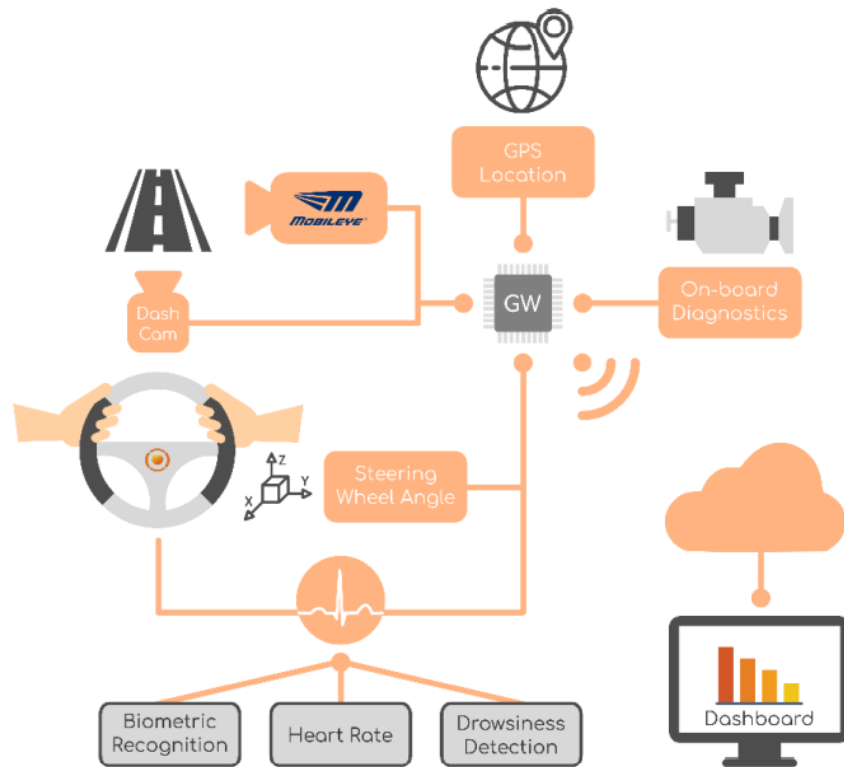 GPS
Location
MOBILEYE
Dash
Cam
GW
On-board
Diagnostics
Z
Y
X
Steering
Wheel Angle
Biometric
Recognition
Heart Rate
Drowsiness
Detection
Dashboard